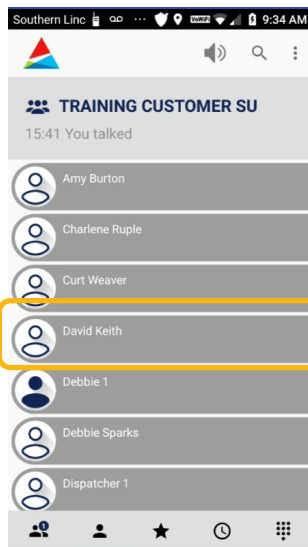 Southern Linc ... VoWiFi 9:34 AM
TRAINING CUSTOMER SU
15:41 You talked
Amy Burton
Charlene Ruple
Curt Weaver
David Keith
Debbie 1
Debbie Sparks
Dispatcher 1
1